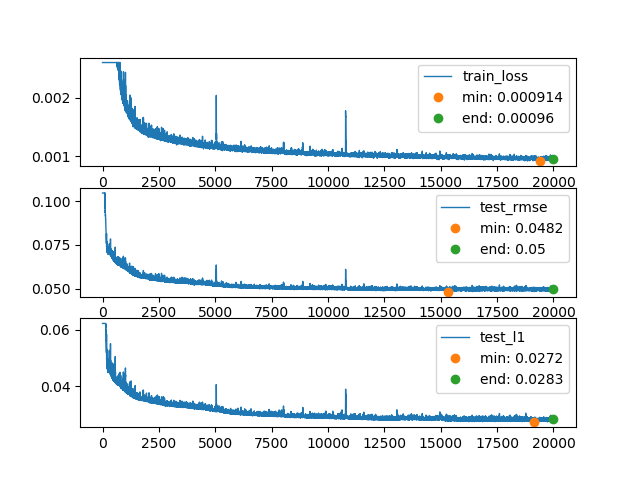 train_loss
min: 0.000914
end: 0.00096
0.002
0.001
0 2500 5000 7500 10000 12500 15000 17500 20000
test_rmse
min: 0.0482
end: 0.05
0.100
0.075
0.050
0 2500 5000 7500 10000 12500 15000 17500 20000
test_l1
min: 0.0272
end: 0.0283
0.06
0.04
0 2500 5000 7500 10000 12500 15000 17500 20000